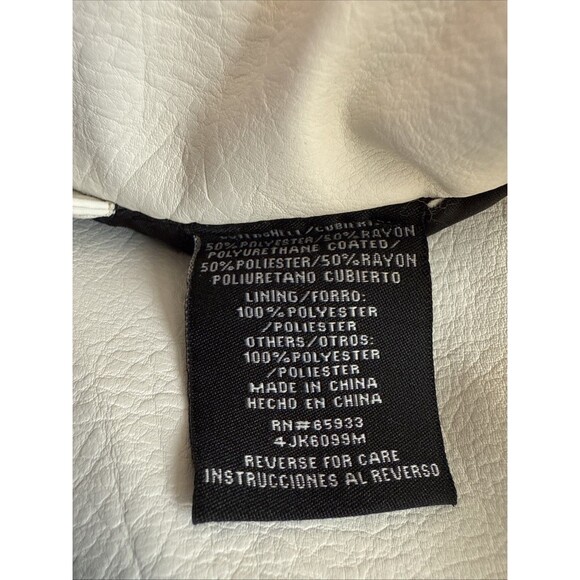 50%POLYESTER/50%RAYON
POLYURETHANE COATED/
50%POLIESTER/50%RAYON
POLIURETANO CUBIERTO
LINING/FORRO:
100%POLYESTER
/POLIESTER
OTHERS/OTROS:
100%POLYESTER
/POLIESTER
MADE IN CHINA
HECHO EN CHINA
RN#65933
4JK6099M
REVERSE FOR CARE
INSTRUCCIONES AL REVERSO